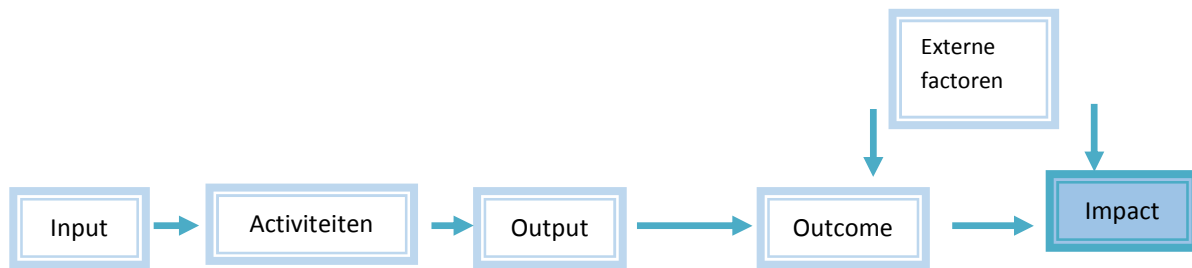 Externe
factoren
Input
Activiteiten
Output
Outcome
Impact